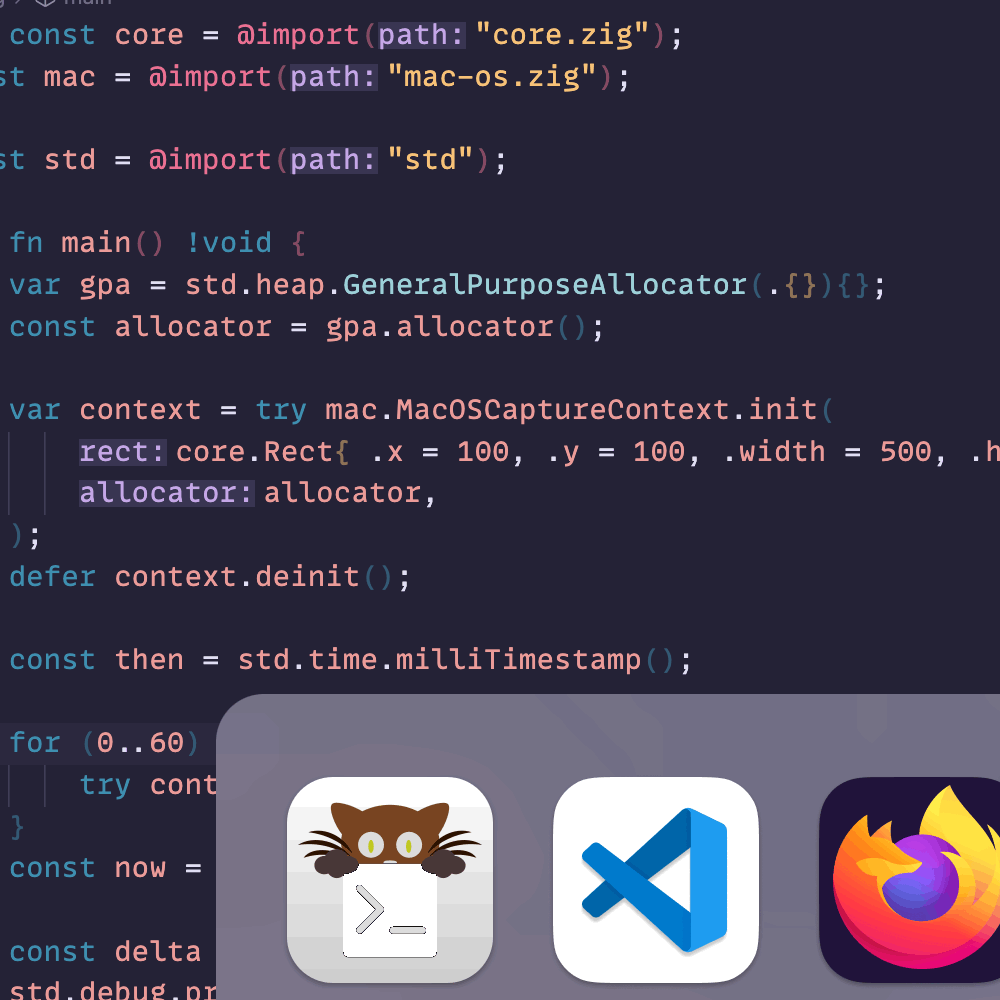 const core = @import(path: "core.zig");
st mac = @import(path: "mac-os.zig");
st std = @import(path: "std");
fn main() !void {
var gpa = std.heap.GeneralPurposeAllocator(.{}){};
const allocator = gpa.allocator();
var context = try mac.MacOSCaptureContext.init(
rect: core.Rect{ .x = 100, .y = 100, .width = 500, .h
allocator: allocator,
);
defer context.deinit();
const then = std.time.milliTimestamp();
for (0..60)
try cont
}
const now =
>_
const delta
std.debug.pr